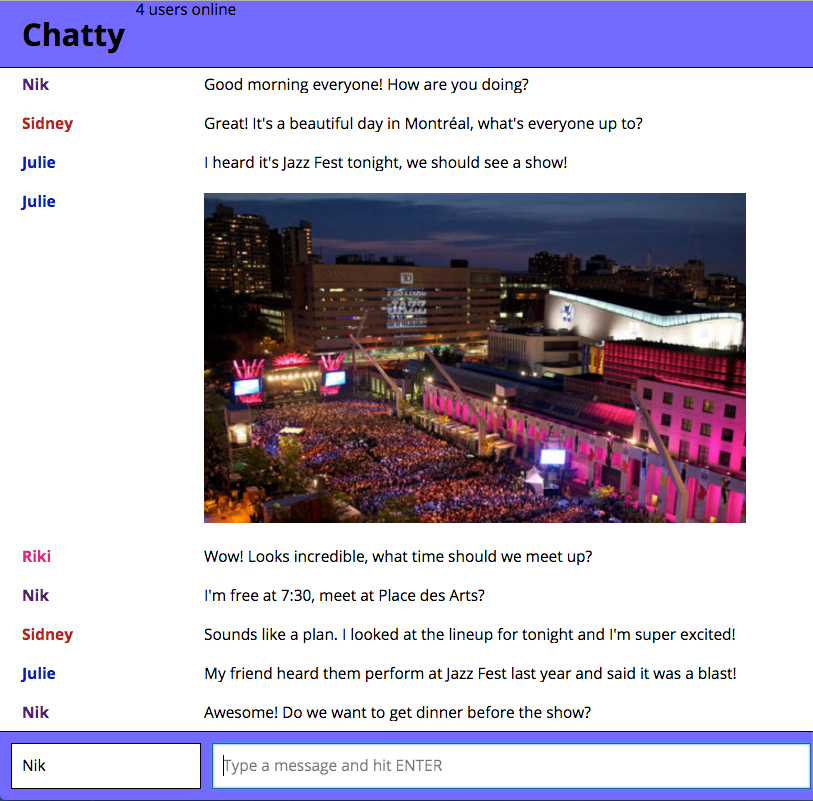 4 users online
Chatty
Nik Good morning everyone! How are you doing?
Sidney Great! It's a beautiful day in Montréal, what's everyone up to?
Julie I heard it's Jazz Fest tonight, we should see a show!
Julie
JAZZ
Riki Wow! Looks incredible, what time should we meet up?
Nik I'm free at 7:30, meet at Place des Arts?
Sidney Sounds like a plan. I looked at the lineup for tonight and I'm super excited!
Julie My friend heard them perform at Jazz Fest last year and said it was a blast!
Nik Awesome! Do we want to get dinner before the show?
Nik Type a message and hit ENTER